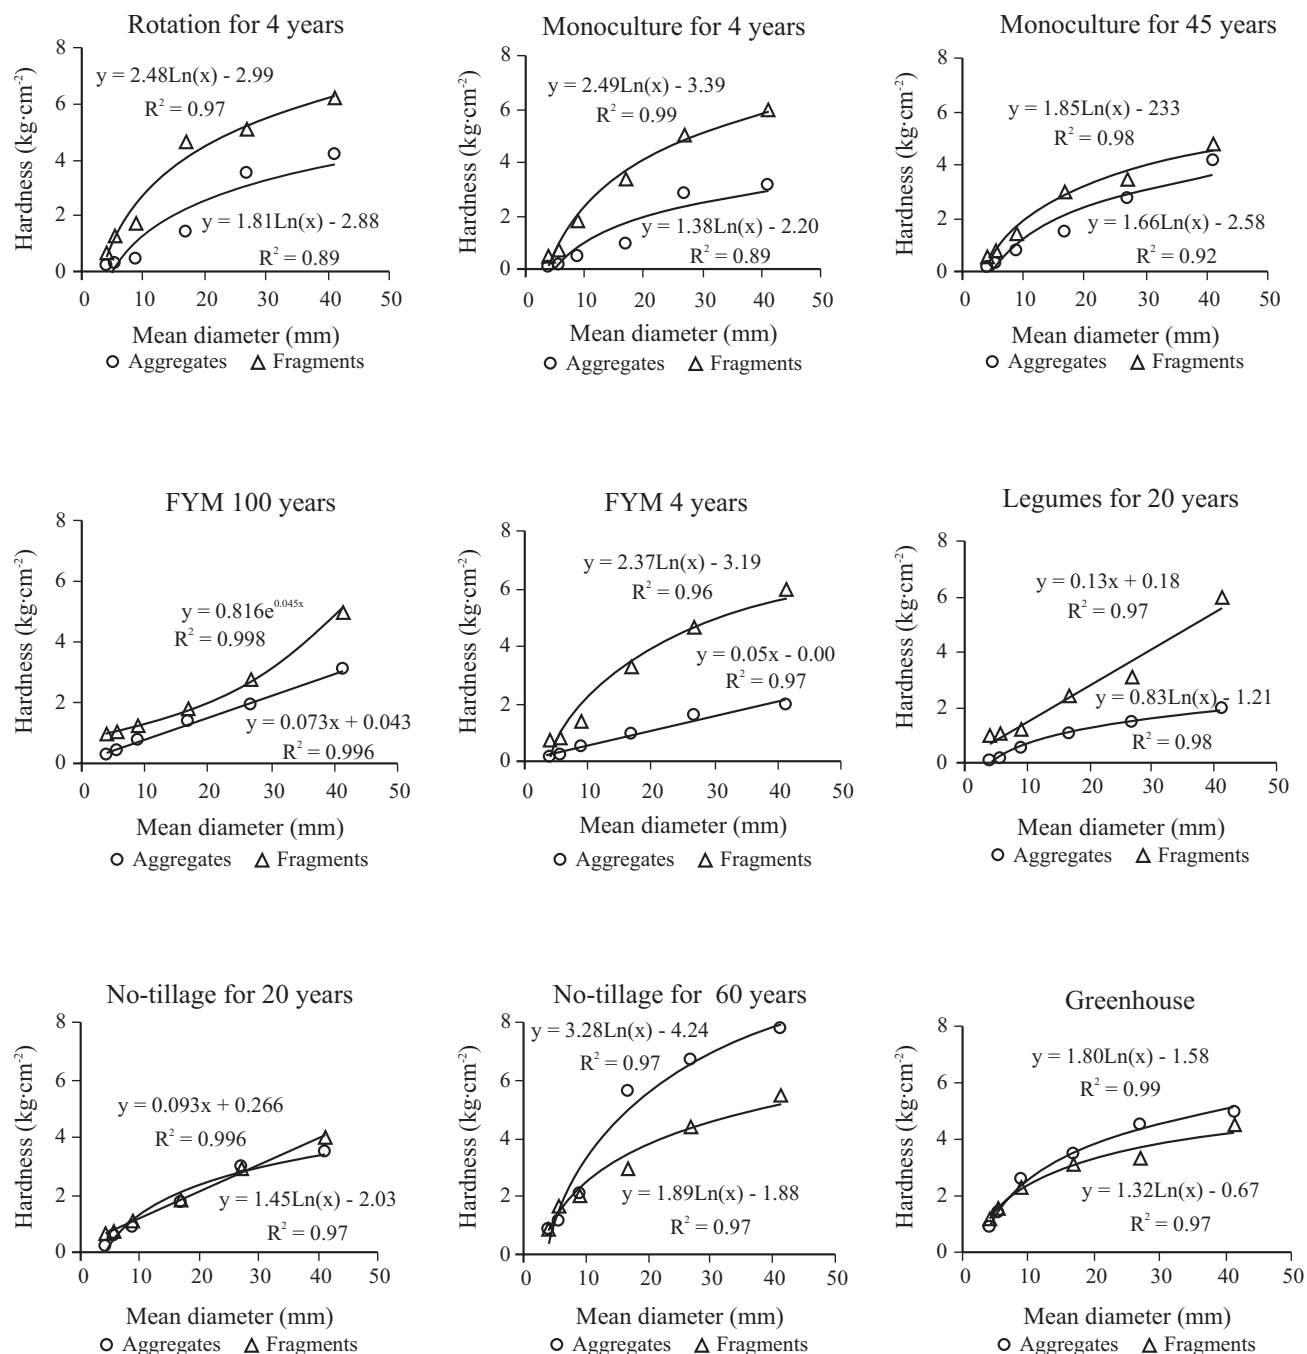 Rotation for 4 years
8
6
4
2
0
Hardness (kg·cm⁻²)
y = 2.48Ln(x) - 2.99
R² = 0.97
y = 1.81Ln(x) - 2.88
R² = 0.89
0 10 20 30 40 50
Mean diameter (mm)
Aggregates Fragments
Monoculture for 4 years
8
6
4
2
0
Hardness (kg·cm⁻²)
y = 2.49Ln(x) - 3.39
R² = 0.99
y = 1.38Ln(x) - 2.20
R² = 0.89
0 10 20 30 40 50
Mean diameter (mm)
Aggregates Fragments
Monoculture for 45 years
8
6
4
2
0
Hardness (kg·cm⁻²)
y = 1.85Ln(x) - 233
R² = 0.98
y = 1.66Ln(x) - 2.58
R² = 0.92
0 10 20 30 40 50
Mean diameter (mm)
Aggregates Fragments
FYM 100 years
8
6
4
2
0
Hardness (kg·cm⁻²)
y = 0.816e⁰·⁰⁴⁵ˣ
R² = 0.998
y = 0.073x + 0.043
R² = 0.996
0 10 20 30 40 50
Mean diameter (mm)
Aggregates Fragments
FYM 4 years
8
6
4
2
0
Hardness (kg·cm⁻²)
y = 2.37Ln(x) - 3.19
R² = 0.96
y = 0.05x - 0.00
R² = 0.97
0 10 20 30 40 50
Mean diameter (mm)
Aggregates Fragments
Legumes for 20 years
8
6
4
2
0
Hardness (kg·cm⁻²)
y = 0.13x + 0.18
R² = 0.97
y = 0.83Ln(x) - 1.21
R² = 0.98
0 10 20 30 40 50
Mean diameter (mm)
Aggregates Fragments
No-tillage for 20 years
8
6
4
2
0
Hardness (kg·cm⁻²)
y = 0.093x + 0.266
R² = 0.996
y = 1.45Ln(x) - 2.03
R² = 0.97
0 10 20 30 40 50
Mean diameter (mm)
Aggregates Fragments
No-tillage for 60 years
8
6
4
2
0
Hardness (kg·cm⁻²)
y = 3.28Ln(x) - 4.24
R² = 0.97
y = 1.89Ln(x) - 1.88
R² = 0.97
0 10 20 30 40 50
Mean diameter (mm)
Aggregates Fragments
Greenhouse
8
6
4
2
0
Hardness (kg·cm⁻²)
y = 1.80Ln(x) - 1.58
R² = 0.99
y = 1.32Ln(x) - 0.67
R² = 0.97
0 10 20 30 40 50
Mean diameter (mm)
Aggregates Fragments